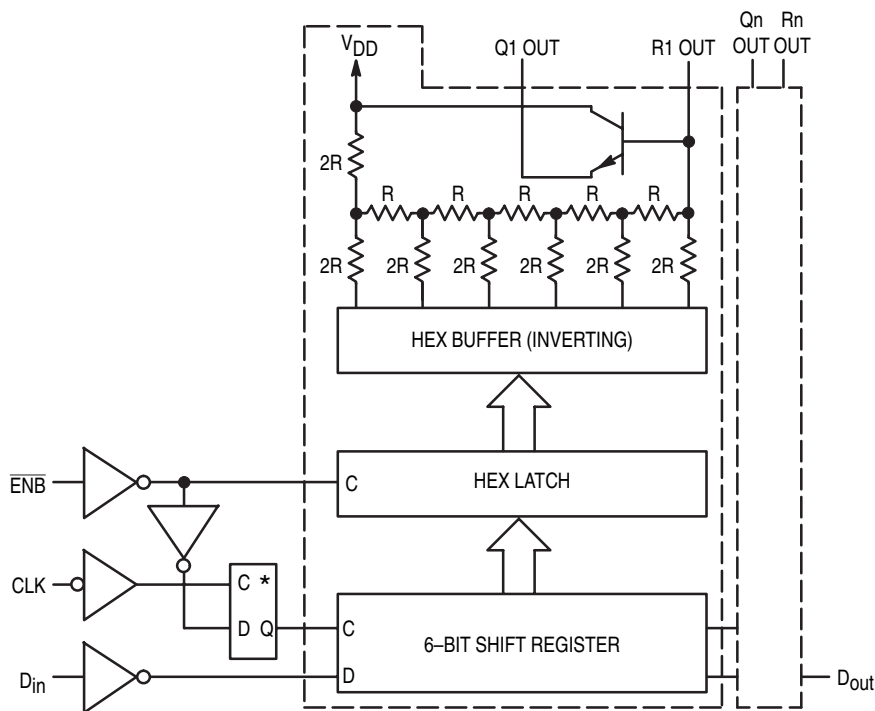 Qn
OUT
Rn
OUT
VDD
Q1 OUT
R1 OUT
2R
R R R R R
2R 2R 2R 2R 2R 2R
HEX BUFFER (INVERTING)
ENB
C
HEX LATCH
CLK
C *
D Q
C
6–BIT SHIFT REGISTER
Din
D
Dout